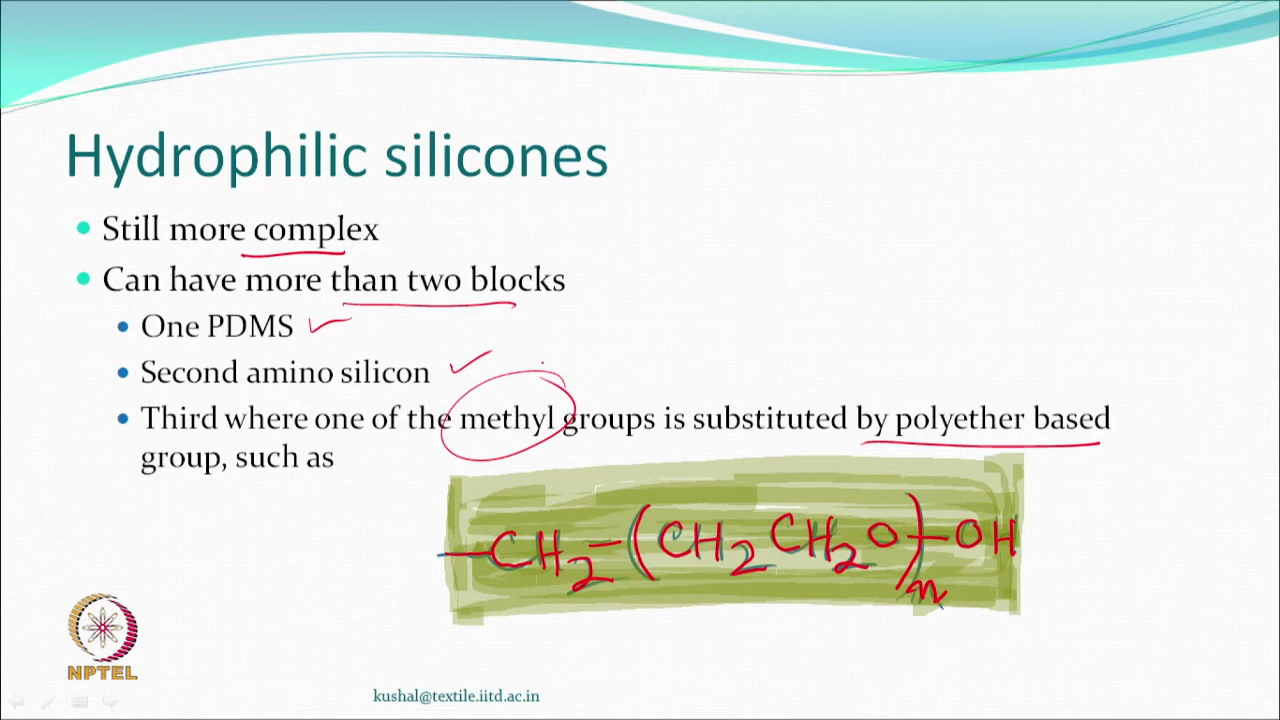 Hydrophilic silicones
• Still more complex
• Can have more than two blocks
• One PDMS
• Second amino silicon
• Third where one of the methyl groups is substituted by polyether based
group, such as
—CH₂—(CH₂CH₂O)ₙ—OH
NPTEL
kushal@textile.iitd.ac.in